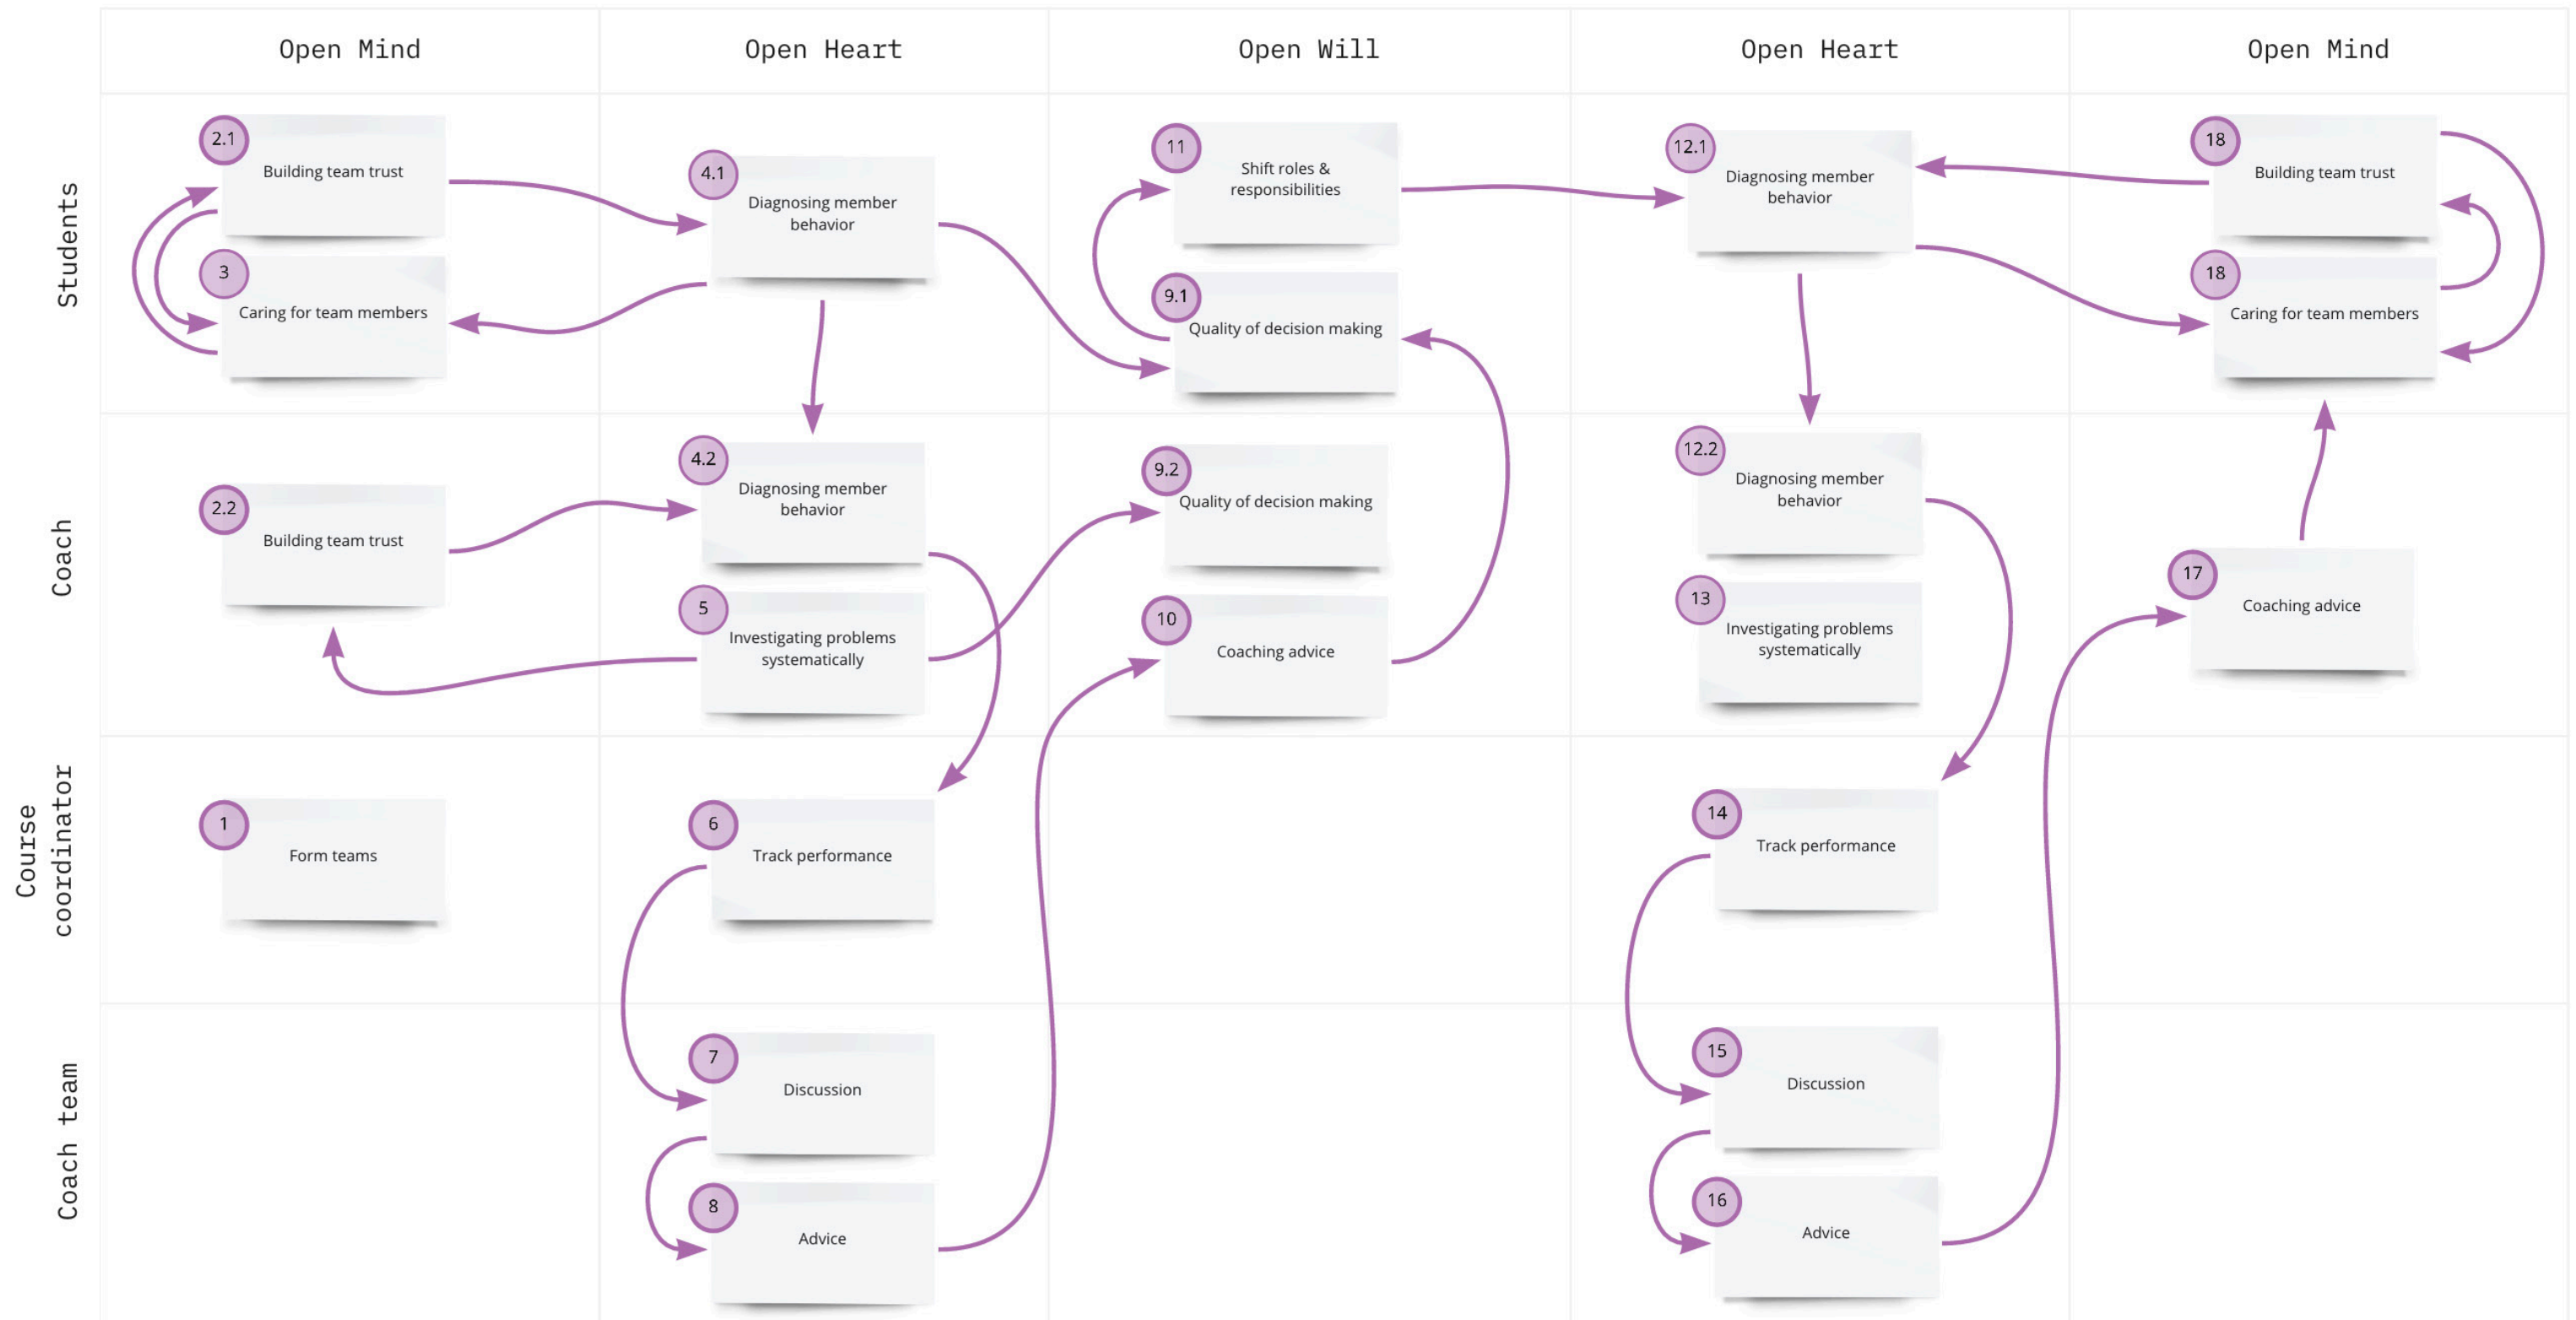 Open Mind
Open Heart
Open Will
Open Heart
Open Mind
Students
2.1
Building team trust
3
Caring for team members
4.1
Diagnosing member
behavior
11
Shift roles &
responsibilities
9.1
Quality of decision making
12.1
Diagnosing member
behavior
18
Building team trust
18
Caring for team members
Coach
2.2
Building team trust
4.2
Diagnosing member
behavior
5
Investigating problems
systematically
9.2
Quality of decision making
10
Coaching advice
12.2
Diagnosing member
behavior
13
Investigating problems
systematically
17
Coaching advice
Course
coordinator
1
Form teams
6
Track performance
14
Track performance
Coach team
7
Discussion
8
Advice
15
Discussion
16
Advice